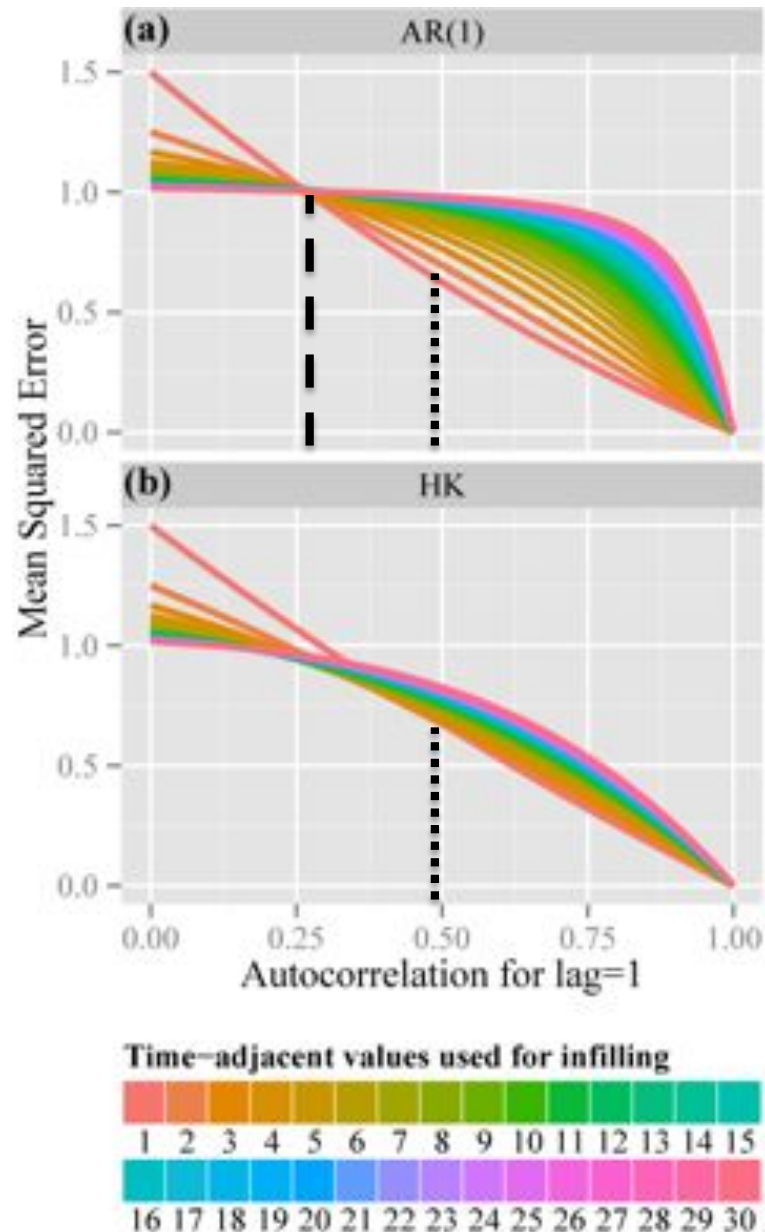 (a) AR(1)
1.5
1.0
0.5
0.0
(b) HK
1.5
1.0
0.5
0.0
Mean Squared Error
0.00 0.25 0.50 0.75 1.00
Autocorrelation for lag=1
Time−adjacent values used for infilling
1 2 3 4 5 6 7 8 9 10 11 12 13 14 15
16 17 18 19 20 21 22 23 24 25 26 27 28 29 30